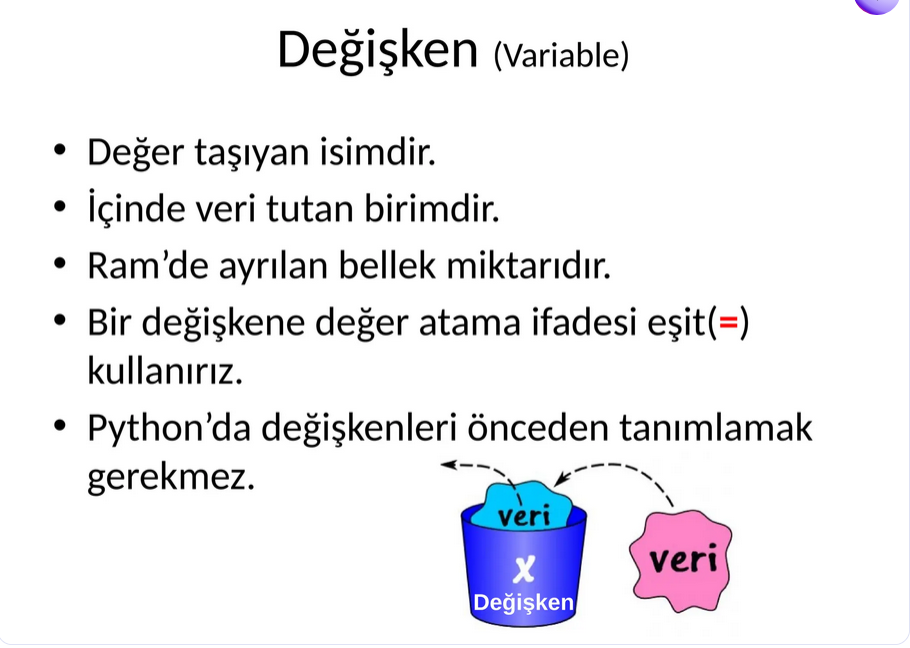 Değişken (Variable)
• Değer taşıyan isimdir.
• İçinde veri tutan birimdir.
• Ram’de ayrılan bellek miktarıdır.
• Bir değişkene değer atama ifadesi eşit(=)
kullanırız.
• Python’da değişkenleri önceden tanımlamak
gerekmez.
veri
veri
x
Değişken